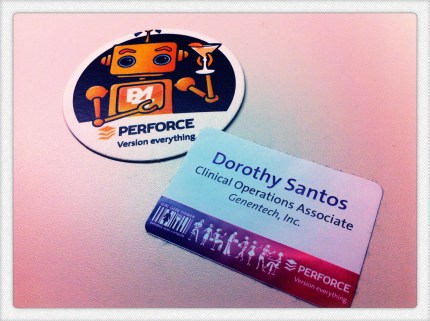 PERFORCE
Version everything.
Dorothy Santos
Clinical Operations Associate
Genentech, Inc.
PERFORCE
Version everything.